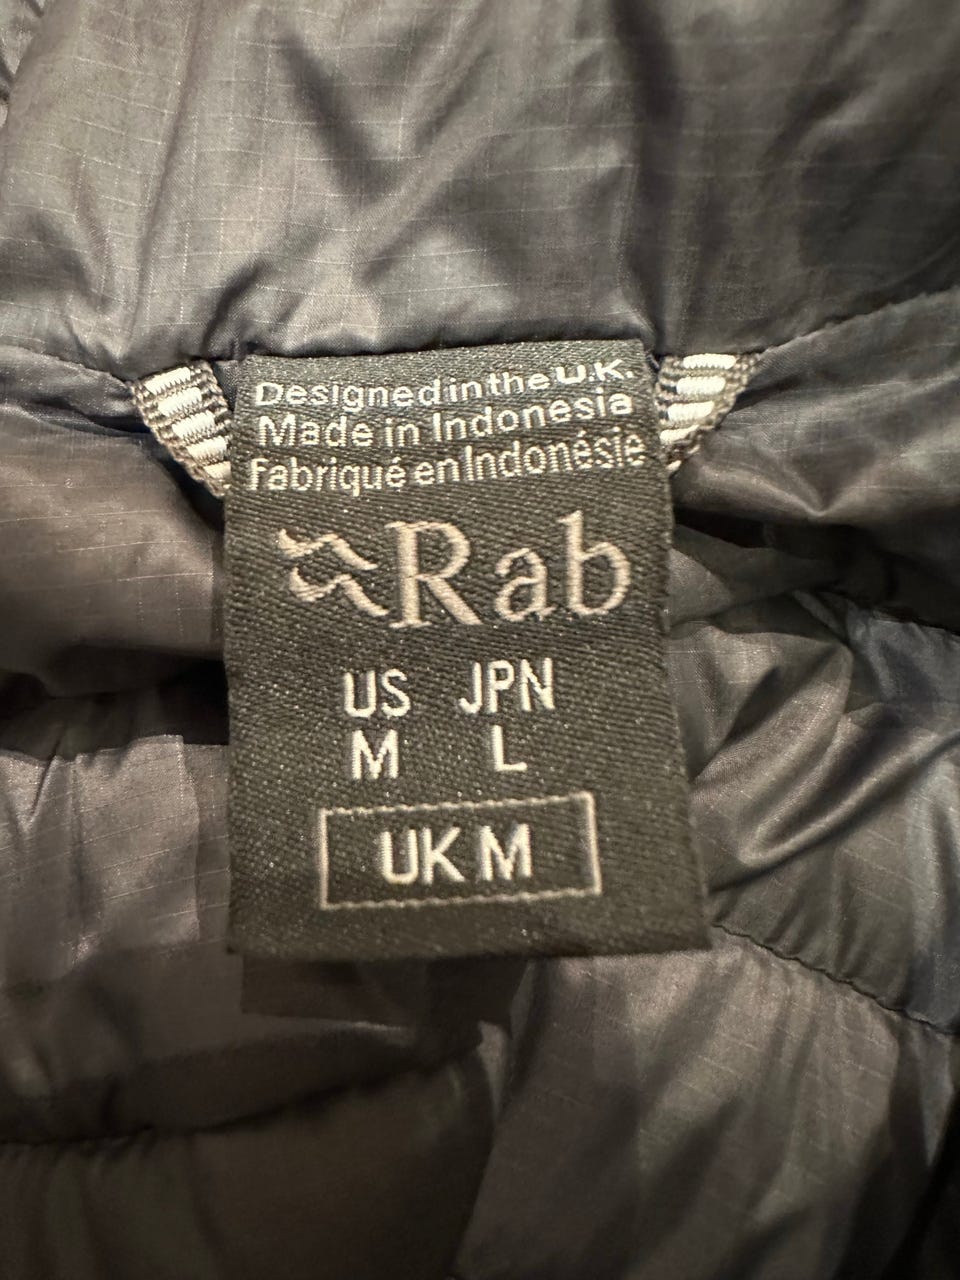 Designed in the U.K.
Made in Indonesia
Fabriqué en Indonésie
Rab
US JPN
M L
UK M